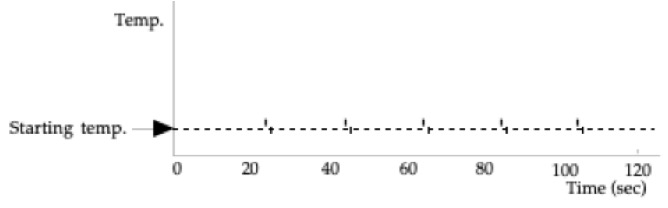 Temp.
Starting temp.
0 20 40 60 80 100 120
Time (sec)